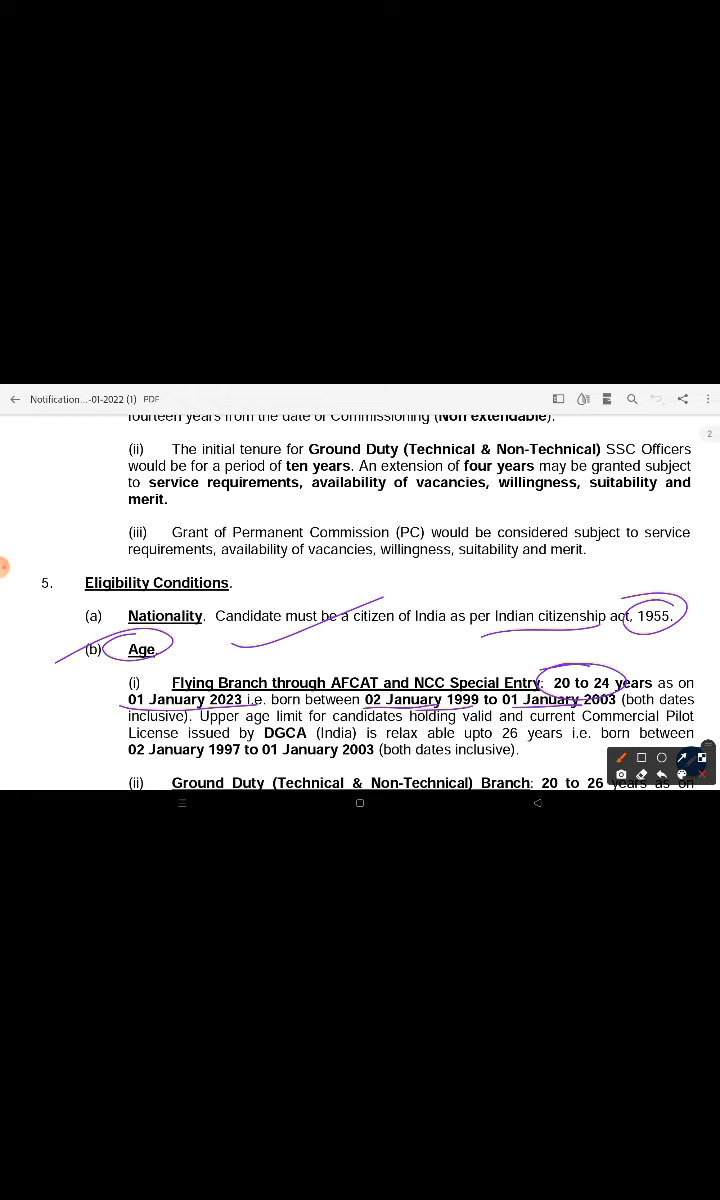 Notification...-01-2022 (1) PDF
2
fourteen years from the date of Commissioning (Non extendable).
(ii) The initial tenure for Ground Duty (Technical & Non-Technical) SSC Officers
would be for a period of ten years. An extension of four years may be granted subject
to service requirements, availability of vacancies, willingness, suitability and
merit.
(iii) Grant of Permanent Commission (PC) would be considered subject to service
requirements, availability of vacancies, willingness, suitability and merit.
5. Eligibility Conditions.
(a) Nationality. Candidate must be a citizen of India as per Indian citizenship act, 1955.
(b) Age.
(i) Flying Branch through AFCAT and NCC Special Entry: 20 to 24 years as on
01 January 2023 i.e. born between 02 January 1999 to 01 January 2003 (both dates
inclusive). Upper age limit for candidates holding valid and current Commercial Pilot
License issued by DGCA (India) is relax able upto 26 years i.e. born between
02 January 1997 to 01 January 2003 (both dates inclusive).
(ii) Ground Duty (Technical & Non-Technical) Branch: 20 to 26 years as on